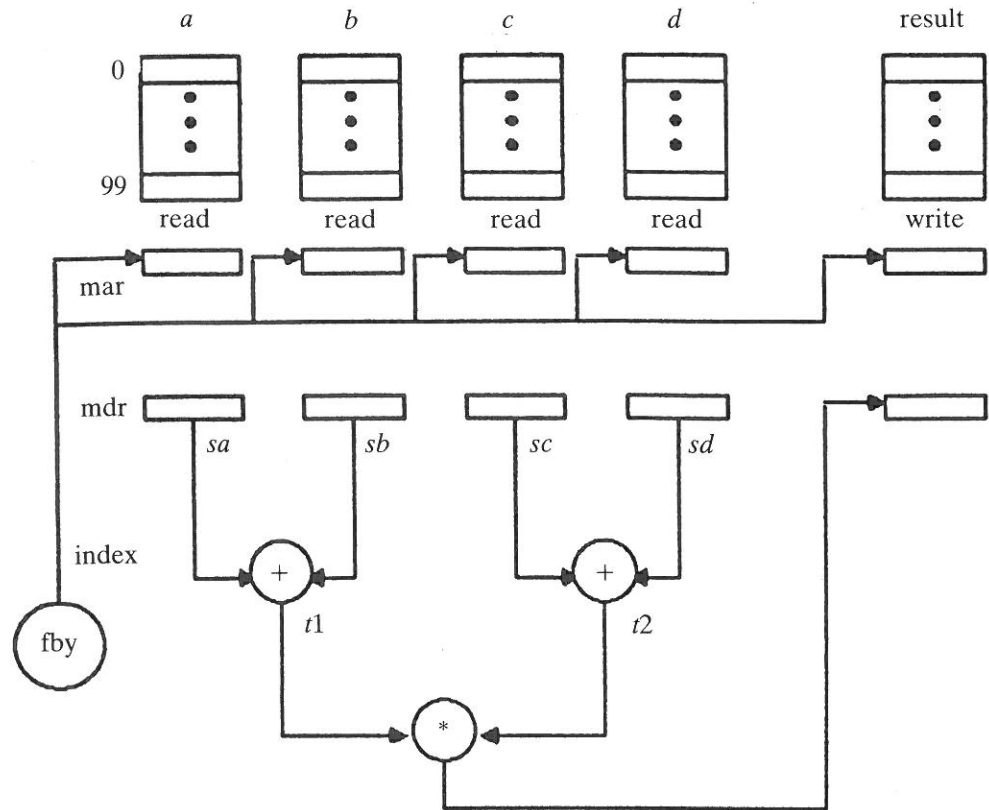 a b c d result
0
99
read read read read write
mar
mdr
sa sb sc sd
index
+ +
t1 t2
fby
*